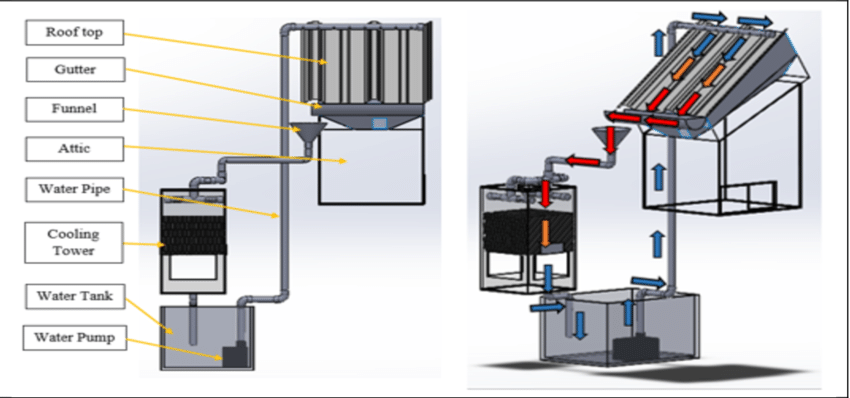 Roof top
Gutter
Funnel
Attic
Water Pipe
Cooling
Tower
Water Tank
Water Pump